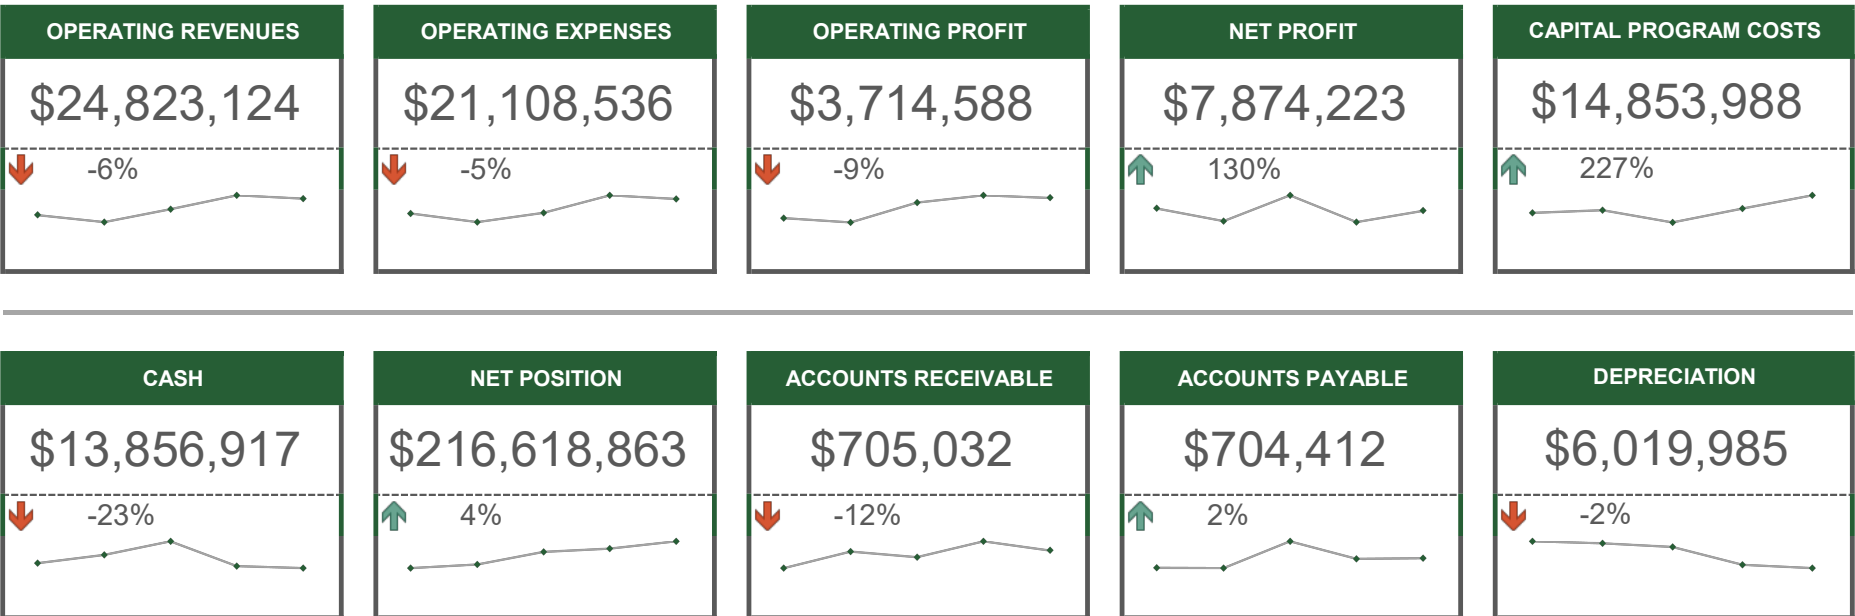 OPERATING REVENUES
OPERATING EXPENSES
OPERATING PROFIT
NET PROFIT
CAPITAL PROGRAM COSTS
$24,823,124
$21,108,536
$3,714,588
$7,874,223
$14,853,988
-6%
-5%
-9%
130%
227%
CASH
NET POSITION
ACCOUNTS RECEIVABLE
ACCOUNTS PAYABLE
DEPRECIATION
$13,856,917
$216,618,863
$705,032
$704,412
$6,019,985
-23%
4%
-12%
2%
-2%